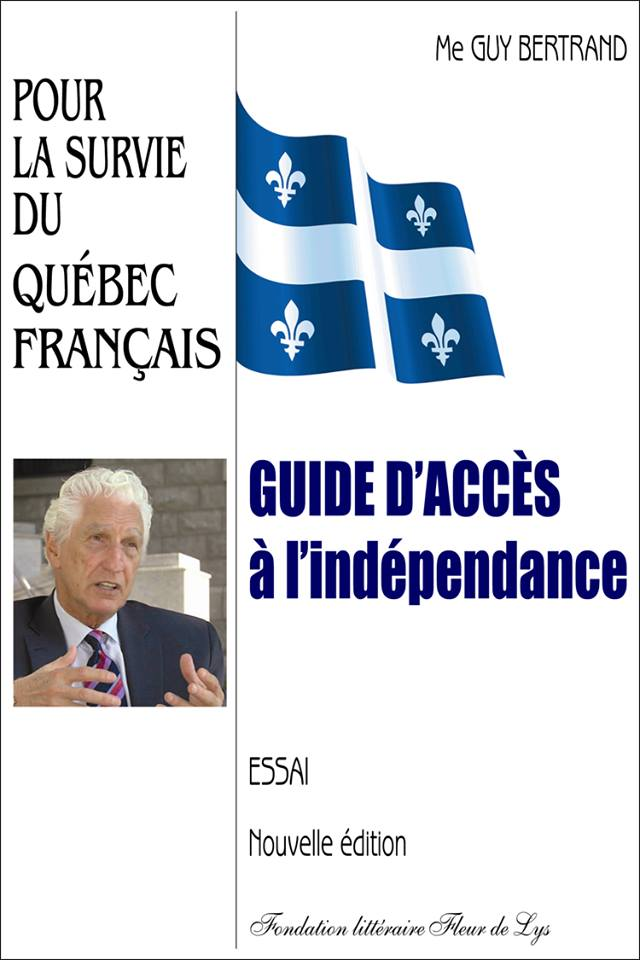 Me GUY BERTRAND
POUR
LA SURVIE
DU
QUÉBEC
FRANÇAIS
GUIDE D'ACCÈS
à l'indépendance
ESSAI
Nouvelle édition
Fondation littéraire Fleur de Lys